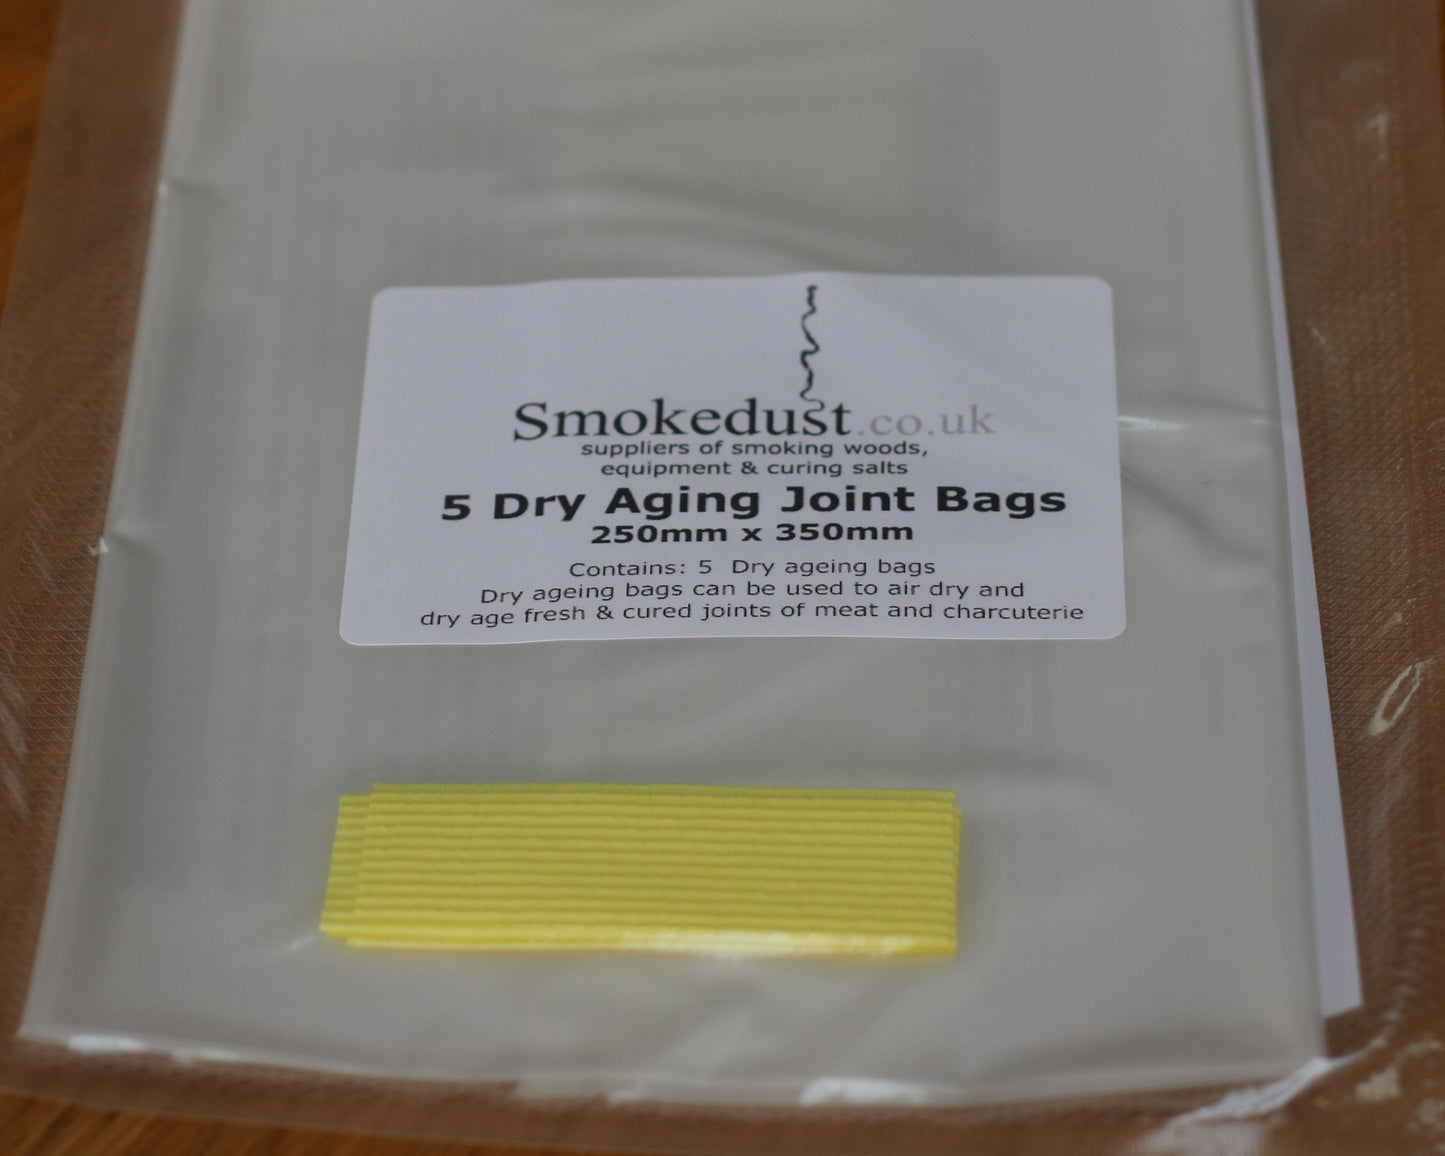 Smokedust.co.uk
suppliers of smoking woods,
equipment & curing salts
5 Dry Aging Joint Bags
250mm x 350mm
Contains: 5 Dry ageing bags
Dry ageing bags can be used to air dry and
dry age fresh & cured joints of meat and charcuterie